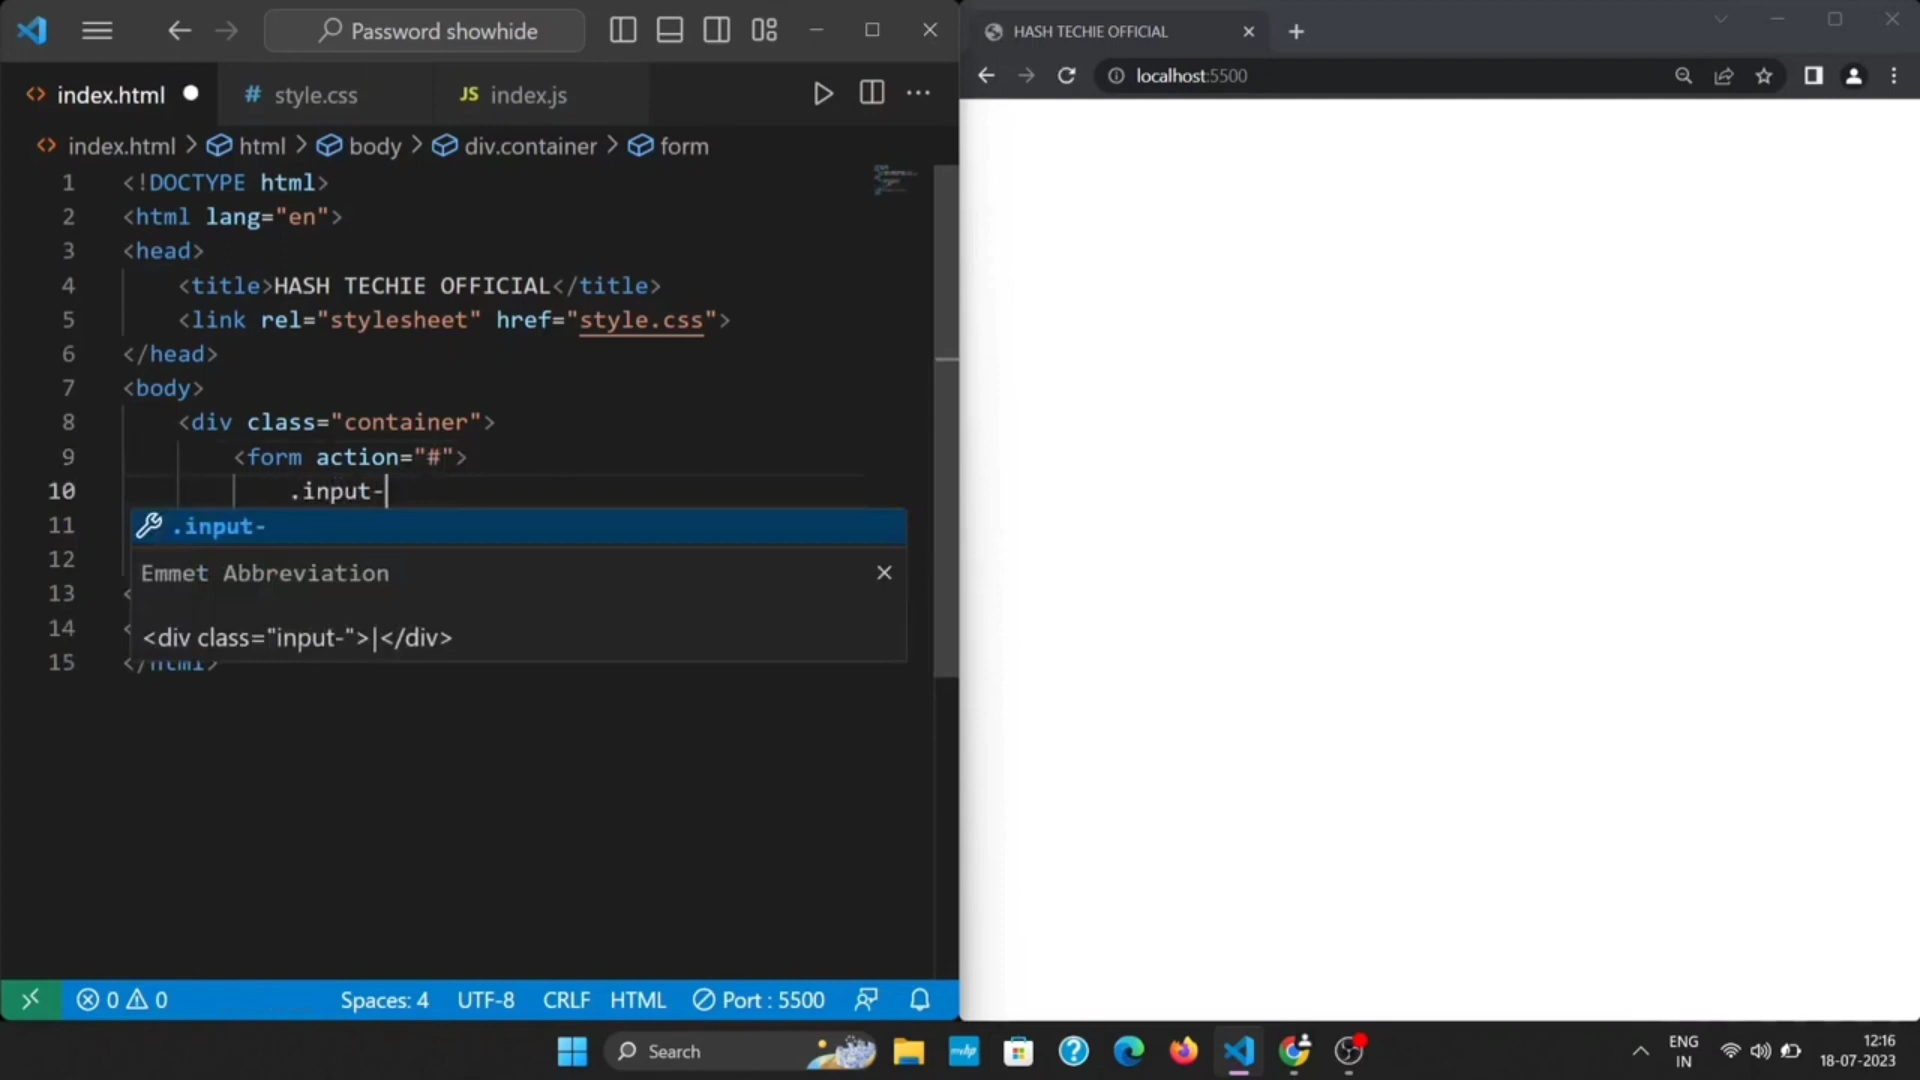 Password showhide
index.html
# style.css
JS index.js
index.html > html > body > div.container > form
1 <!DOCTYPE html>
2 <html lang="en">
3 <head>
4 <title>HASH TECHIE OFFICIAL</title>
5 <link rel="stylesheet" href="style.css">
6 </head>
7 <body>
8 <div class="container">
9 <form action="#">
10 .input-
11 .input-
12 Emmet Abbreviation
13 <
14 < <div class="input-">|</div>
15 </html>
0 0 Spaces: 4 UTF-8 CRLF HTML Port : 5500
HASH TECHIE OFFICIAL
localhost:5500
Search
myhp
ENG
IN
12:16
18-07-2023